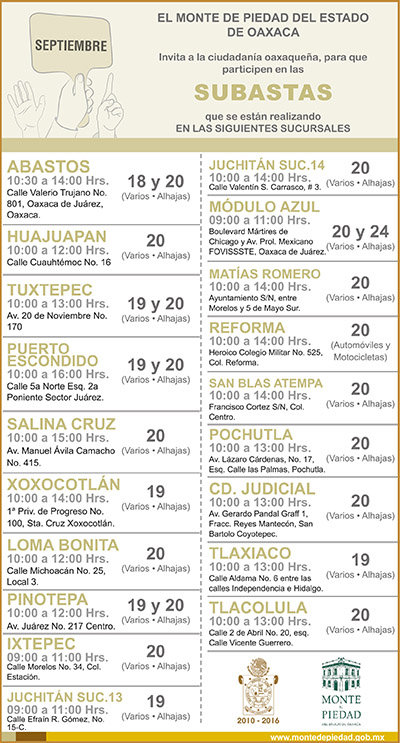 SEPTIEMBRE
EL MONTE DE PIEDAD DEL ESTADO
DE OAXACA
Invita a la ciudadanía oaxaqueña, para que
participen en las
SUBASTAS
que se están realizando
EN LAS SIGUIENTES SUCURSALES
ABASTOS
10:30 a 14:00 Hrs.
Calle Valerio Trujano No.
801, Oaxaca de Juárez,
Oaxaca.
18 y 20
(Varios • Alhajas)
HUAJUAPAN
10:00 a 12:00 Hrs.
Calle Cuauhtémoc No. 16
20
(Varios • Alhajas)
TUXTEPEC
10:00 a 13:00 Hrs.
Av. 20 de Noviembre No.
170
19 y 20
(Varios • Alhajas)
PUERTO
ESCONDIDO
10:00 a 16:00 Hrs.
Calle 5a Norte Esq. 2a
Poniente Sector Juárez.
19 y 20
(Varios • Alhajas)
SALINA CRUZ
10:00 a 15:00 Hrs.
Av. Manuel Ávila Camacho
No. 415.
20
(Varios • Alhajas)
XOXOCOTLÁN
10:00 a 14:00 Hrs.
1ª Priv. de Progreso No.
100, Sta. Cruz Xoxocotlán.
19
(Varios • Alhajas)
LOMA BONITA
10:00 a 12:00 Hrs.
Calle Michoacán No. 25,
Local 3.
20
(Varios • Alhajas)
PINOTEPA
10:00 a 12:00 Hrs.
Av. Juárez No. 217 Centro.
19 y 20
(Varios • Alhajas)
IXTEPEC
09:00 a 11:00 Hrs.
Calle Morelos No. 34, Col.
Estación.
20
(Varios • Alhajas)
JUCHITÁN SUC.13
09:00 a 11:00 Hrs.
Calle Efraín R. Gómez, No.
15-C.
19
(Varios • Alhajas)
JUCHITÁN SUC.14
10:00 a 14:00 Hrs.
Calle Valentín S. Carrasco, # 3.
20
(Varios • Alhajas)
MÓDULO AZUL
09:00 a 11:00 Hrs.
Boulevard Mártires de
Chicago y Av. Prol. Mexicano
FOVISSSTE, Oaxaca de Juárez.
20 y 24
(Varios • Alhajas)
MATÍAS ROMERO
10:00 a 14:00 Hrs.
Ayuntamiento S/N, entre
Morelos y 5 de Mayo Sur.
20
(Varios • Alhajas)
REFORMA
10:00 a 14:00 Hrs.
Heroico Colegio Militar No. 525,
Col. Reforma.
20
(Automóviles y
Motocicletas)
SAN BLAS ATEMPA
10:00 a 14:00 Hrs.
Francisco Cortez S/N, Col.
Centro.
20
(Varios • Alhajas)
POCHUTLA
10:00 a 13:00 Hrs.
Av. Lázaro Cárdenas, No. 17,
Esq. Calle las Palmas, Pochutla.
20
(Varios • Alhajas)
CD. JUDICIAL
10:00 a 13:00 Hrs.
Av. Gerardo Pandal Graff 1,
Fracc. Reyes Mantecón, San
Bartolo Coyotepec.
20
(Varios • Alhajas)
TLAXIACO
10:00 a 13:00 Hrs.
Calle Aldama No. 6 entre las
calles Independencia e Hidalgo.
19
(Varios • Alhajas)
TLACOLULA
10:00 a 13:00 Hrs.
Calle 2 de Abril No. 20, esq.
Calle Vicente Guerrero.
20
(Varios • Alhajas)
2010 - 2016
MONTE
DE PIEDAD
DEL ESTADO DE OAXACA
www.montedepiedad.gob.mx